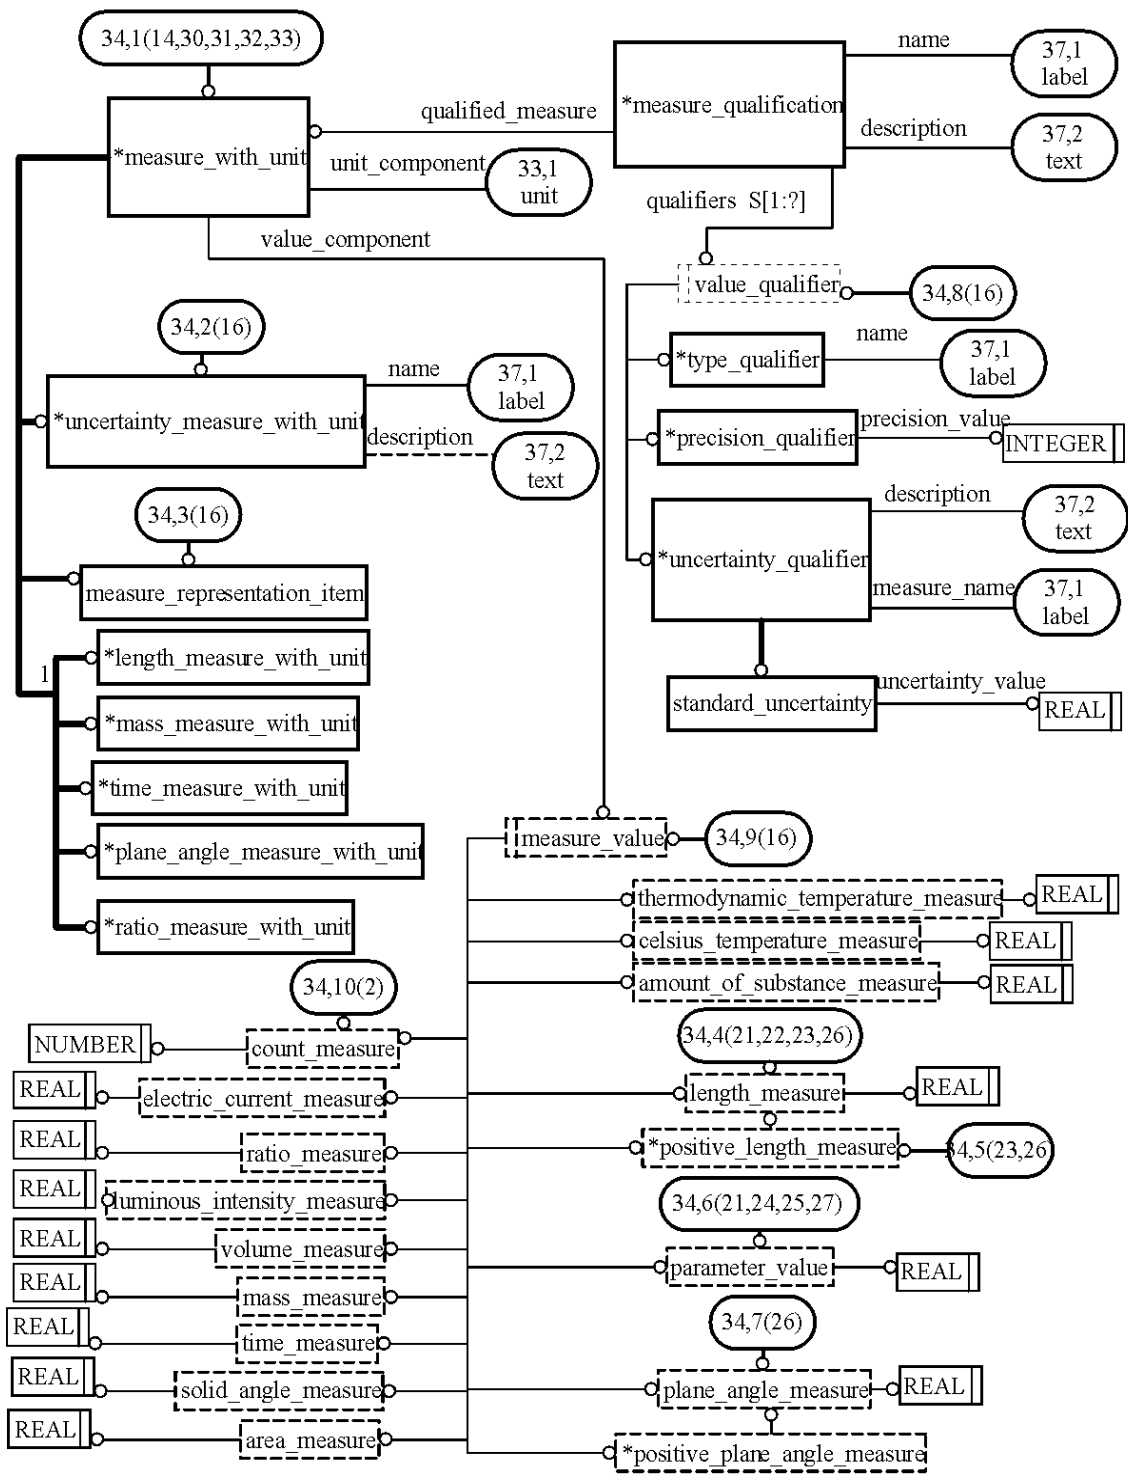 34,1(14,30,31,32,33)
name
37,1
label
*measure_qualification
qualified_measure
description
37,2
text
*measure_with_unit
unit_component
33,1
unit
qualifiers S[1:?]
value_component
value_qualifier
34,8(16)
34,2(16)
name
*type_qualifier
37,1
label
name
37,1
label
*uncertainty_measure_with_unit
description
37,2
text
*precision_qualifier
precision_value
INTEGER
34,3(16)
description
37,2
text
*uncertainty_qualifier
measure_name
37,1
label
measure_representation_item
1
*length_measure_with_unit
*mass_measure_with_unit
*time_measure_with_unit
*plane_angle_measure_with_unit
*ratio_measure_with_unit
standard_uncertainty
uncertainty_value
REAL
measure_value
34,9(16)
thermodynamic_temperature_measure
REAL
celsius_temperature_measure
REAL
amount_of_substance_measure
REAL
34,10(2)
NUMBER
count_measure
34,4(21,22,23,26)
REAL
electric_current_measure
length_measure
REAL
REAL
ratio_measure
*positive_length_measure
34,5(23,26
REAL
luminous_intensity_measure
34,6(21,24,25,27)
REAL
volume_measure
parameter_value
REAL
REAL
mass_measure
34,7(26)
REAL
time_measure
REAL
solid_angle_measure
plane_angle_measure
REAL
REAL
area_measure
*positive_plane_angle_measure